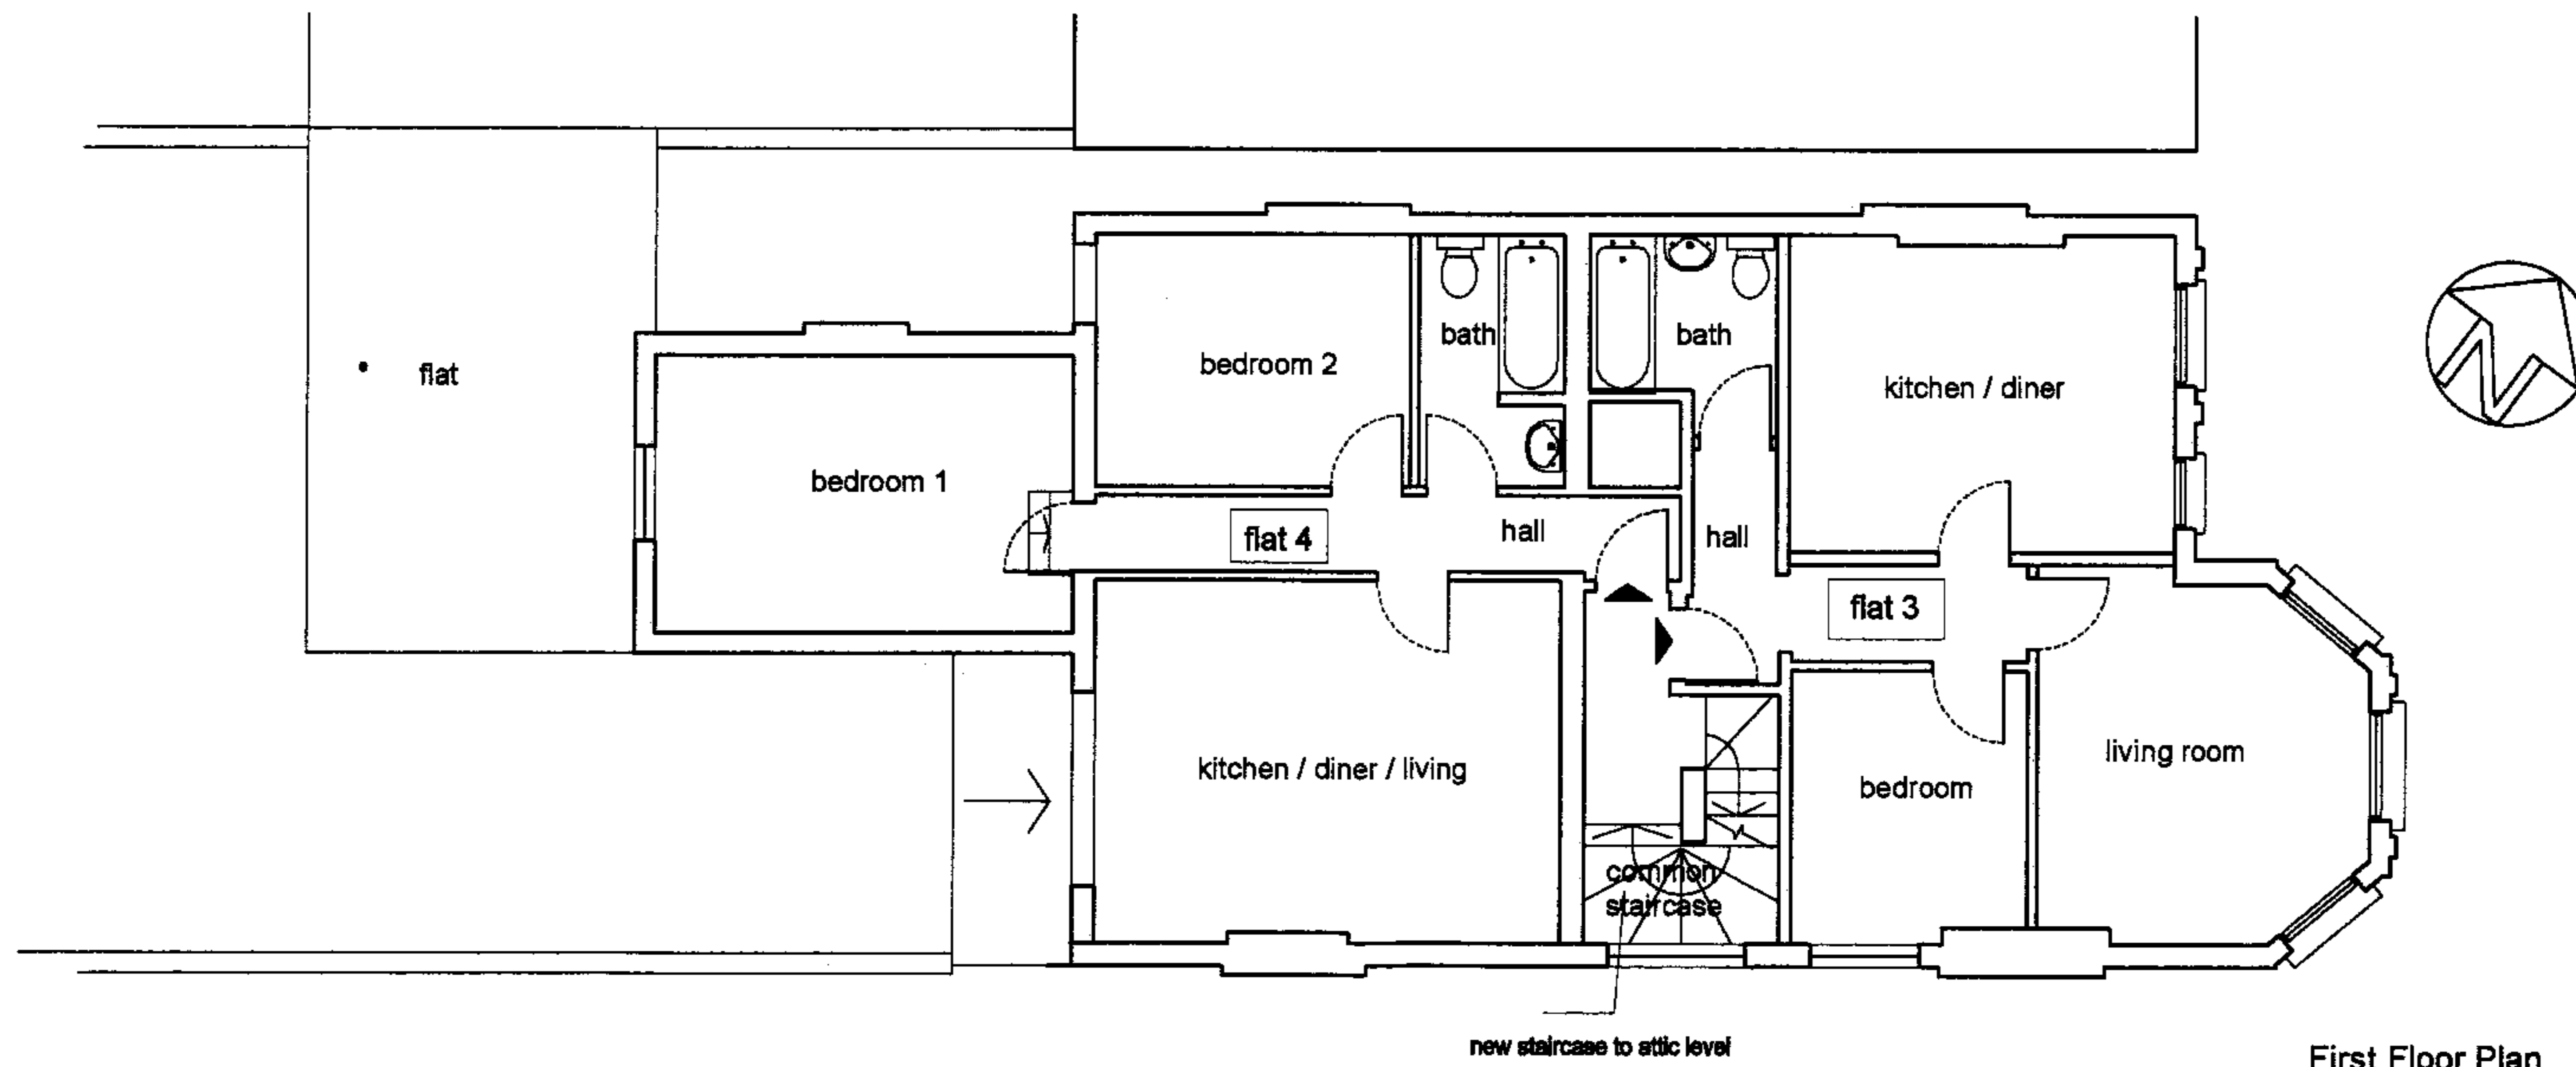 flat
bedroom 1
bedroom 2
bath
bath
kitchen / diner
flat 4
hall
hall
flat 3
kitchen / diner / living
bedroom
living room
common
staircase
new staircase to attic level
N
First Floor Plan